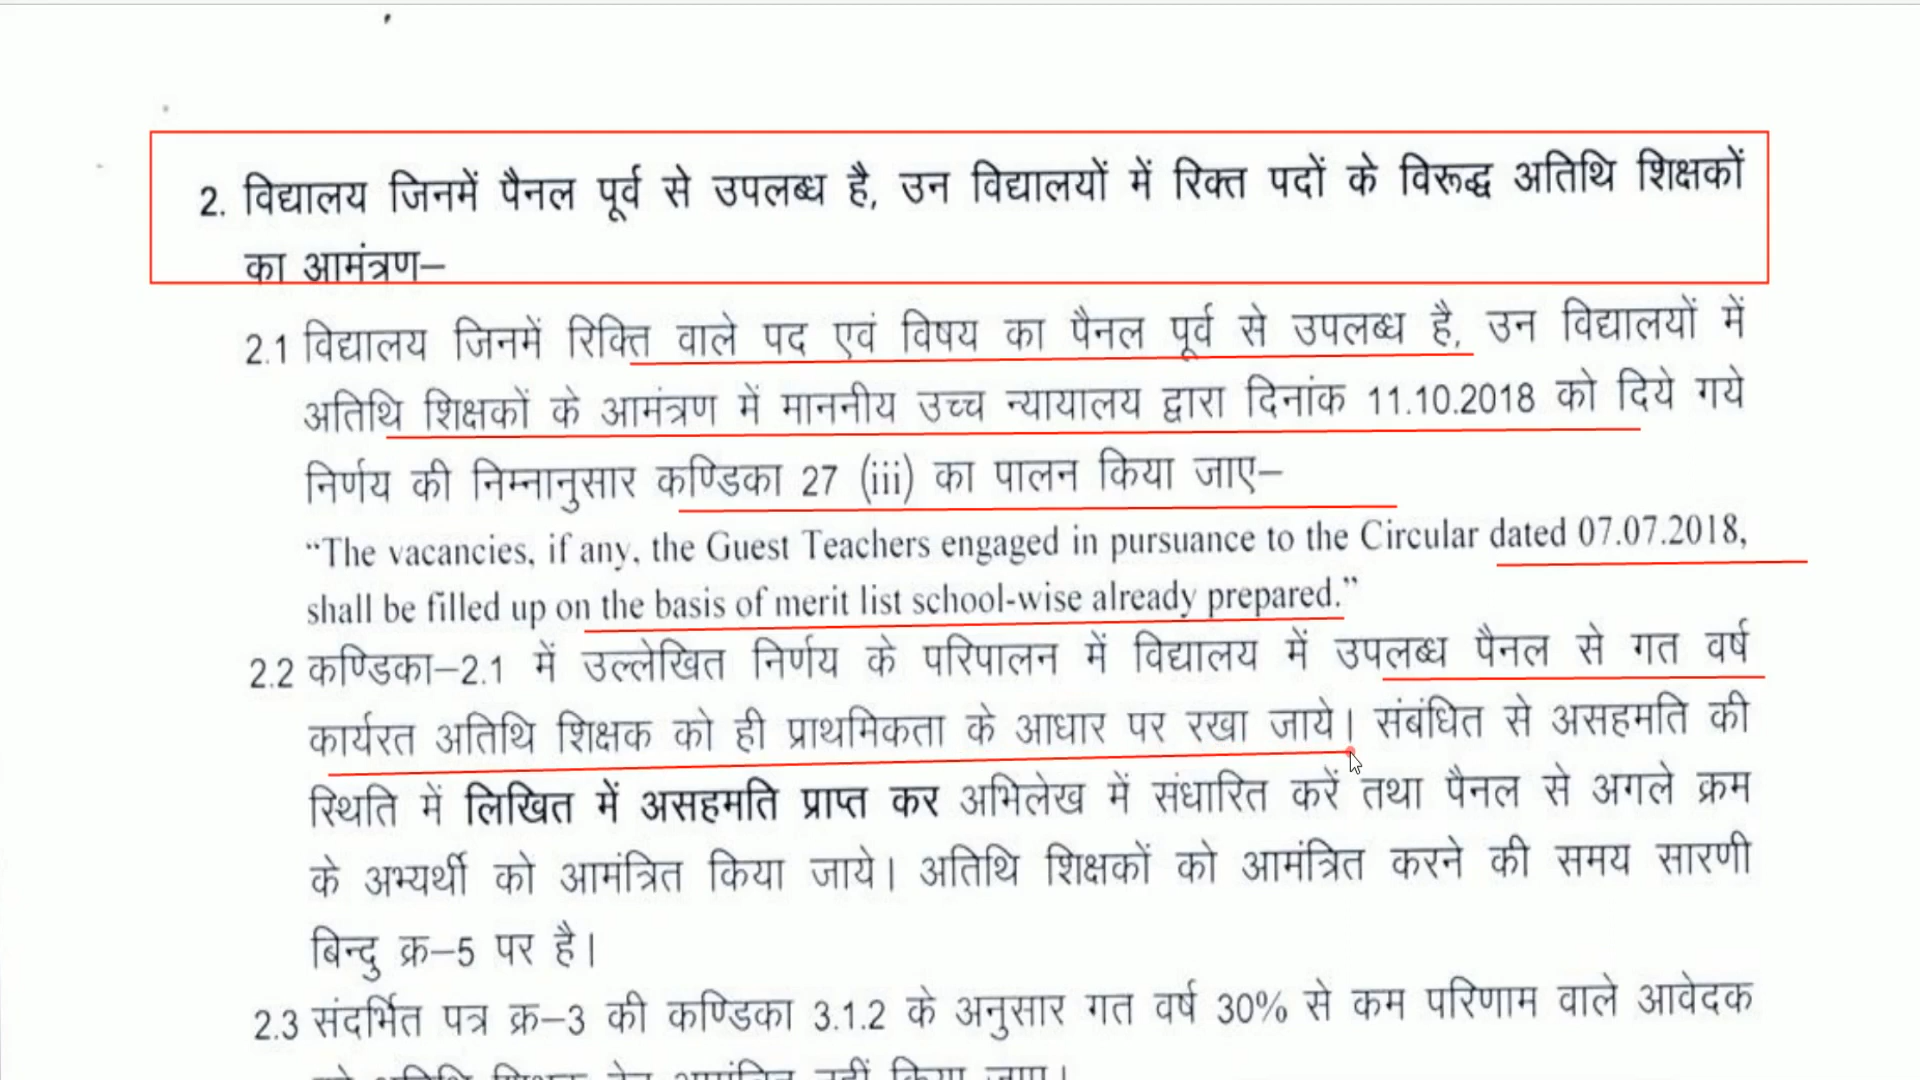 2. विद्यालय जिनमें पैनल पूर्व से उपलब्ध है, उन विद्यालयों में रिक्त पदों के विरूद्ध अतिथि शिक्षकों
का आमंत्रण–
2.1 विद्यालय जिनमें रिक्ति वाले पद एवं विषय का पैनल पूर्व से उपलब्ध है, उन विद्यालयों में
अतिथि शिक्षकों के आमंत्रण में माननीय उच्च न्यायालय द्वारा दिनांक 11.10.2018 को दिये गये
निर्णय की निम्नानुसार कण्डिका 27 (iii) का पालन किया जाए–
“The vacancies, if any, the Guest Teachers engaged in pursuance to the Circular dated 07.07.2018,
shall be filled up on the basis of merit list school-wise already prepared.”
2.2 कण्डिका–2.1 में उल्लेखित निर्णय के परिपालन में विद्यालय में उपलब्ध पैनल से गत वर्ष
कार्यरत अतिथि शिक्षक को ही प्राथमिकता के आधार पर रखा जाये। संबंधित से असहमति की
स्थिति में लिखित में असहमति प्राप्त कर अभिलेख में संधारित करें तथा पैनल से अगले क्रम
के अभ्यर्थी को आमंत्रित किया जाये। अतिथि शिक्षकों को आमंत्रित करने की समय सारणी
बिन्दु क्र–5 पर है।
2.3 संदर्भित पत्र क्र–3 की कण्डिका 3.1.2 के अनुसार गत वर्ष 30% से कम परिणाम वाले आवेदक
को अतिथि शिक्षक हेतु आमंत्रित नहीं किया जाए।